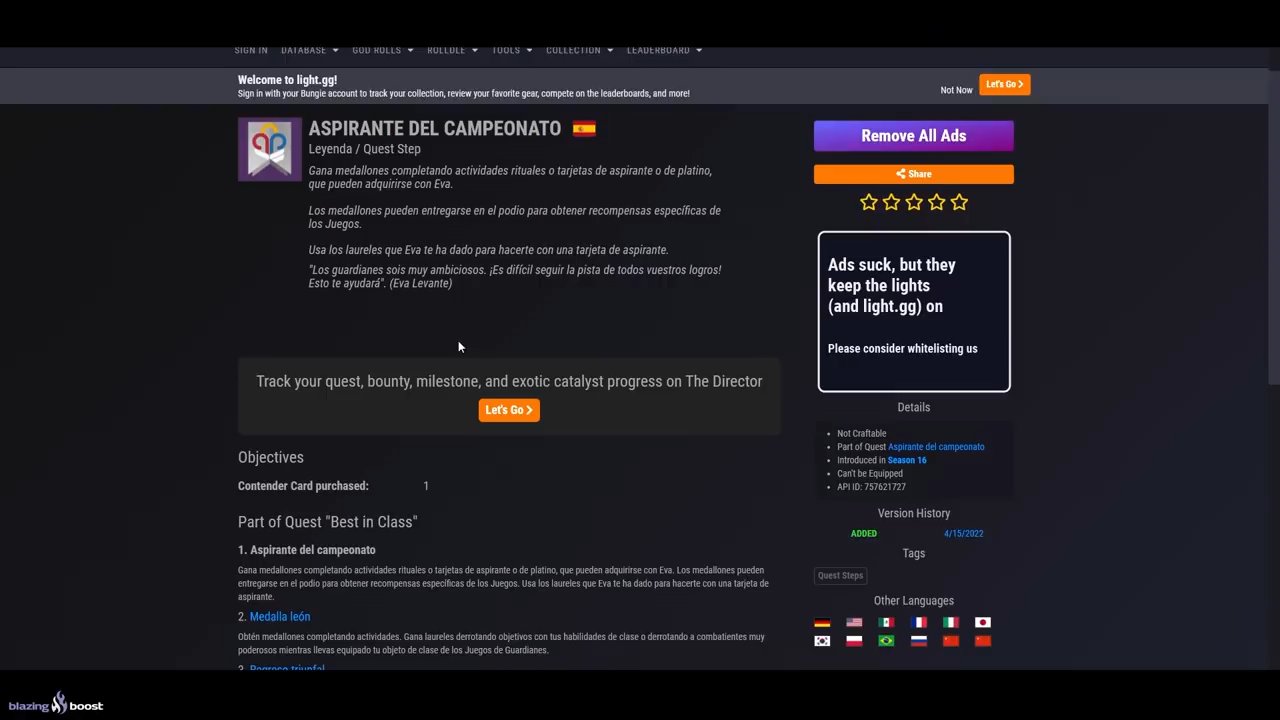 SIGN IN DATABASE GOD ROLLS ROLLDLE TOOLS COLLECTION LEADERBOARD
Welcome to light.gg!
Sign in with your Bungie account to track your collection, review your favorite gear, compete on the leaderboards, and more!
Not Now
Let's Go
ASPIRANTE DEL CAMPEONATO
Leyenda / Quest Step
Gana medallones completando actividades rituales o tarjetas de aspirante o de platino,
que pueden adquirirse con Eva.
Los medallones pueden entregarse en el podio para obtener recompensas específicas de
los Juegos.
Usa los laureles que Eva te ha dado para hacerte con una tarjeta de aspirante.
"Los guardianes sois muy ambiciosos. ¡Es difícil seguir la pista de todos vuestros logros!
Esto te ayudará". (Eva Levante)
Track your quest, bounty, milestone, and exotic catalyst progress on The Director
Let's Go
Objectives
Contender Card purchased: 1
Part of Quest "Best in Class"
1. Aspirante del campeonato
Gana medallones completando actividades rituales o tarjetas de aspirante o de platino, que pueden adquirirse con Eva. Los medallones pueden
entregarse en el podio para obtener recompensas específicas de los Juegos. Usa los laureles que Eva te ha dado para hacerte con una tarjeta de
aspirante.
2. Medalla león
Obtén medallones completando actividades. Gana laureles derrotando objetivos con tus habilidades de clase o derrotando a combatientes muy
poderosos mientras llevas equipado tu objeto de clase de los Juegos de Guardianes.
3. Regreso triunfal
Remove All Ads
Share
Ads suck, but they
keep the lights
(and light.gg) on
Please consider whitelisting us
Details
Not Craftable
Part of Quest Aspirante del campeonato
Introduced in Season 16
Can't be Equipped
API ID: 757621727
Version History
ADDED 4/15/2022
Tags
Quest Steps
Other Languages
blazing boost